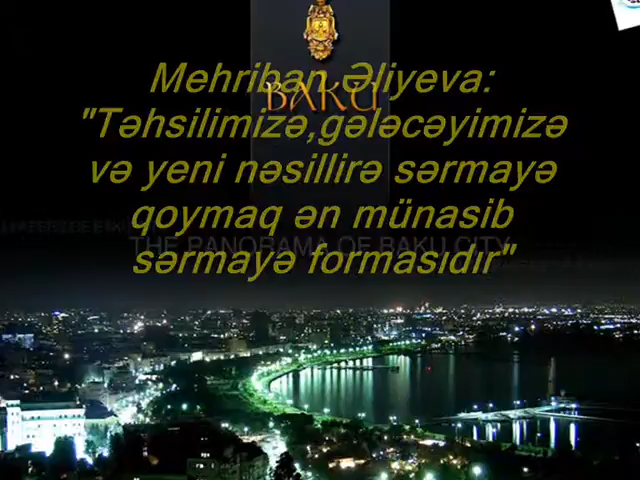 Mehriban Əliyeva:
BAKU
"Təhsilimizə,gələcəyimizə
və yeni nəsillirə sərmayə
qoymaq ən münasib
THE PANORAMA OF BAKU CITY
sərmayə formasıdır"